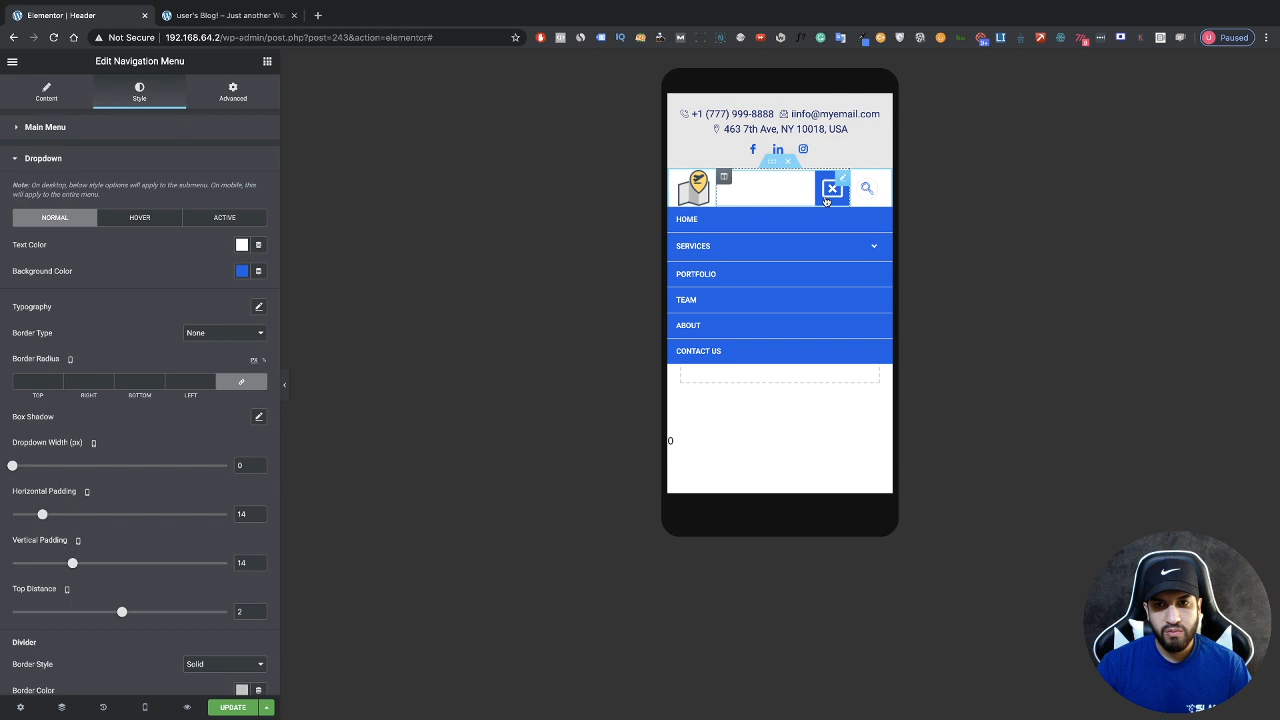 Elementor | Header
user's Blog! – Just another Wo
Not Secure
192.168.64.2/wp-admin/post.php?post=243&action=elementor#
Paused
Edit Navigation Menu
Content
Style
Advanced
Main Menu
Dropdown
Note: On desktop, below style options will apply to the submenu. On mobile, this
will apply to the entire menu.
NORMAL
HOVER
ACTIVE
Text Color
Background Color
Typography
Border Type
None
Border Radius
PX %
TOP
RIGHT
BOTTOM
LEFT
Box Shadow
Dropdown Width (px)
0
Horizontal Padding
14
Vertical Padding
14
Top Distance
2
Divider
Border Style
Solid
Border Color
UPDATE
+1 (777) 999-8888
iinfo@myemail.com
463 7th Ave, NY 10018, USA
HOME
SERVICES
PORTFOLIO
TEAM
ABOUT
CONTACT US
0